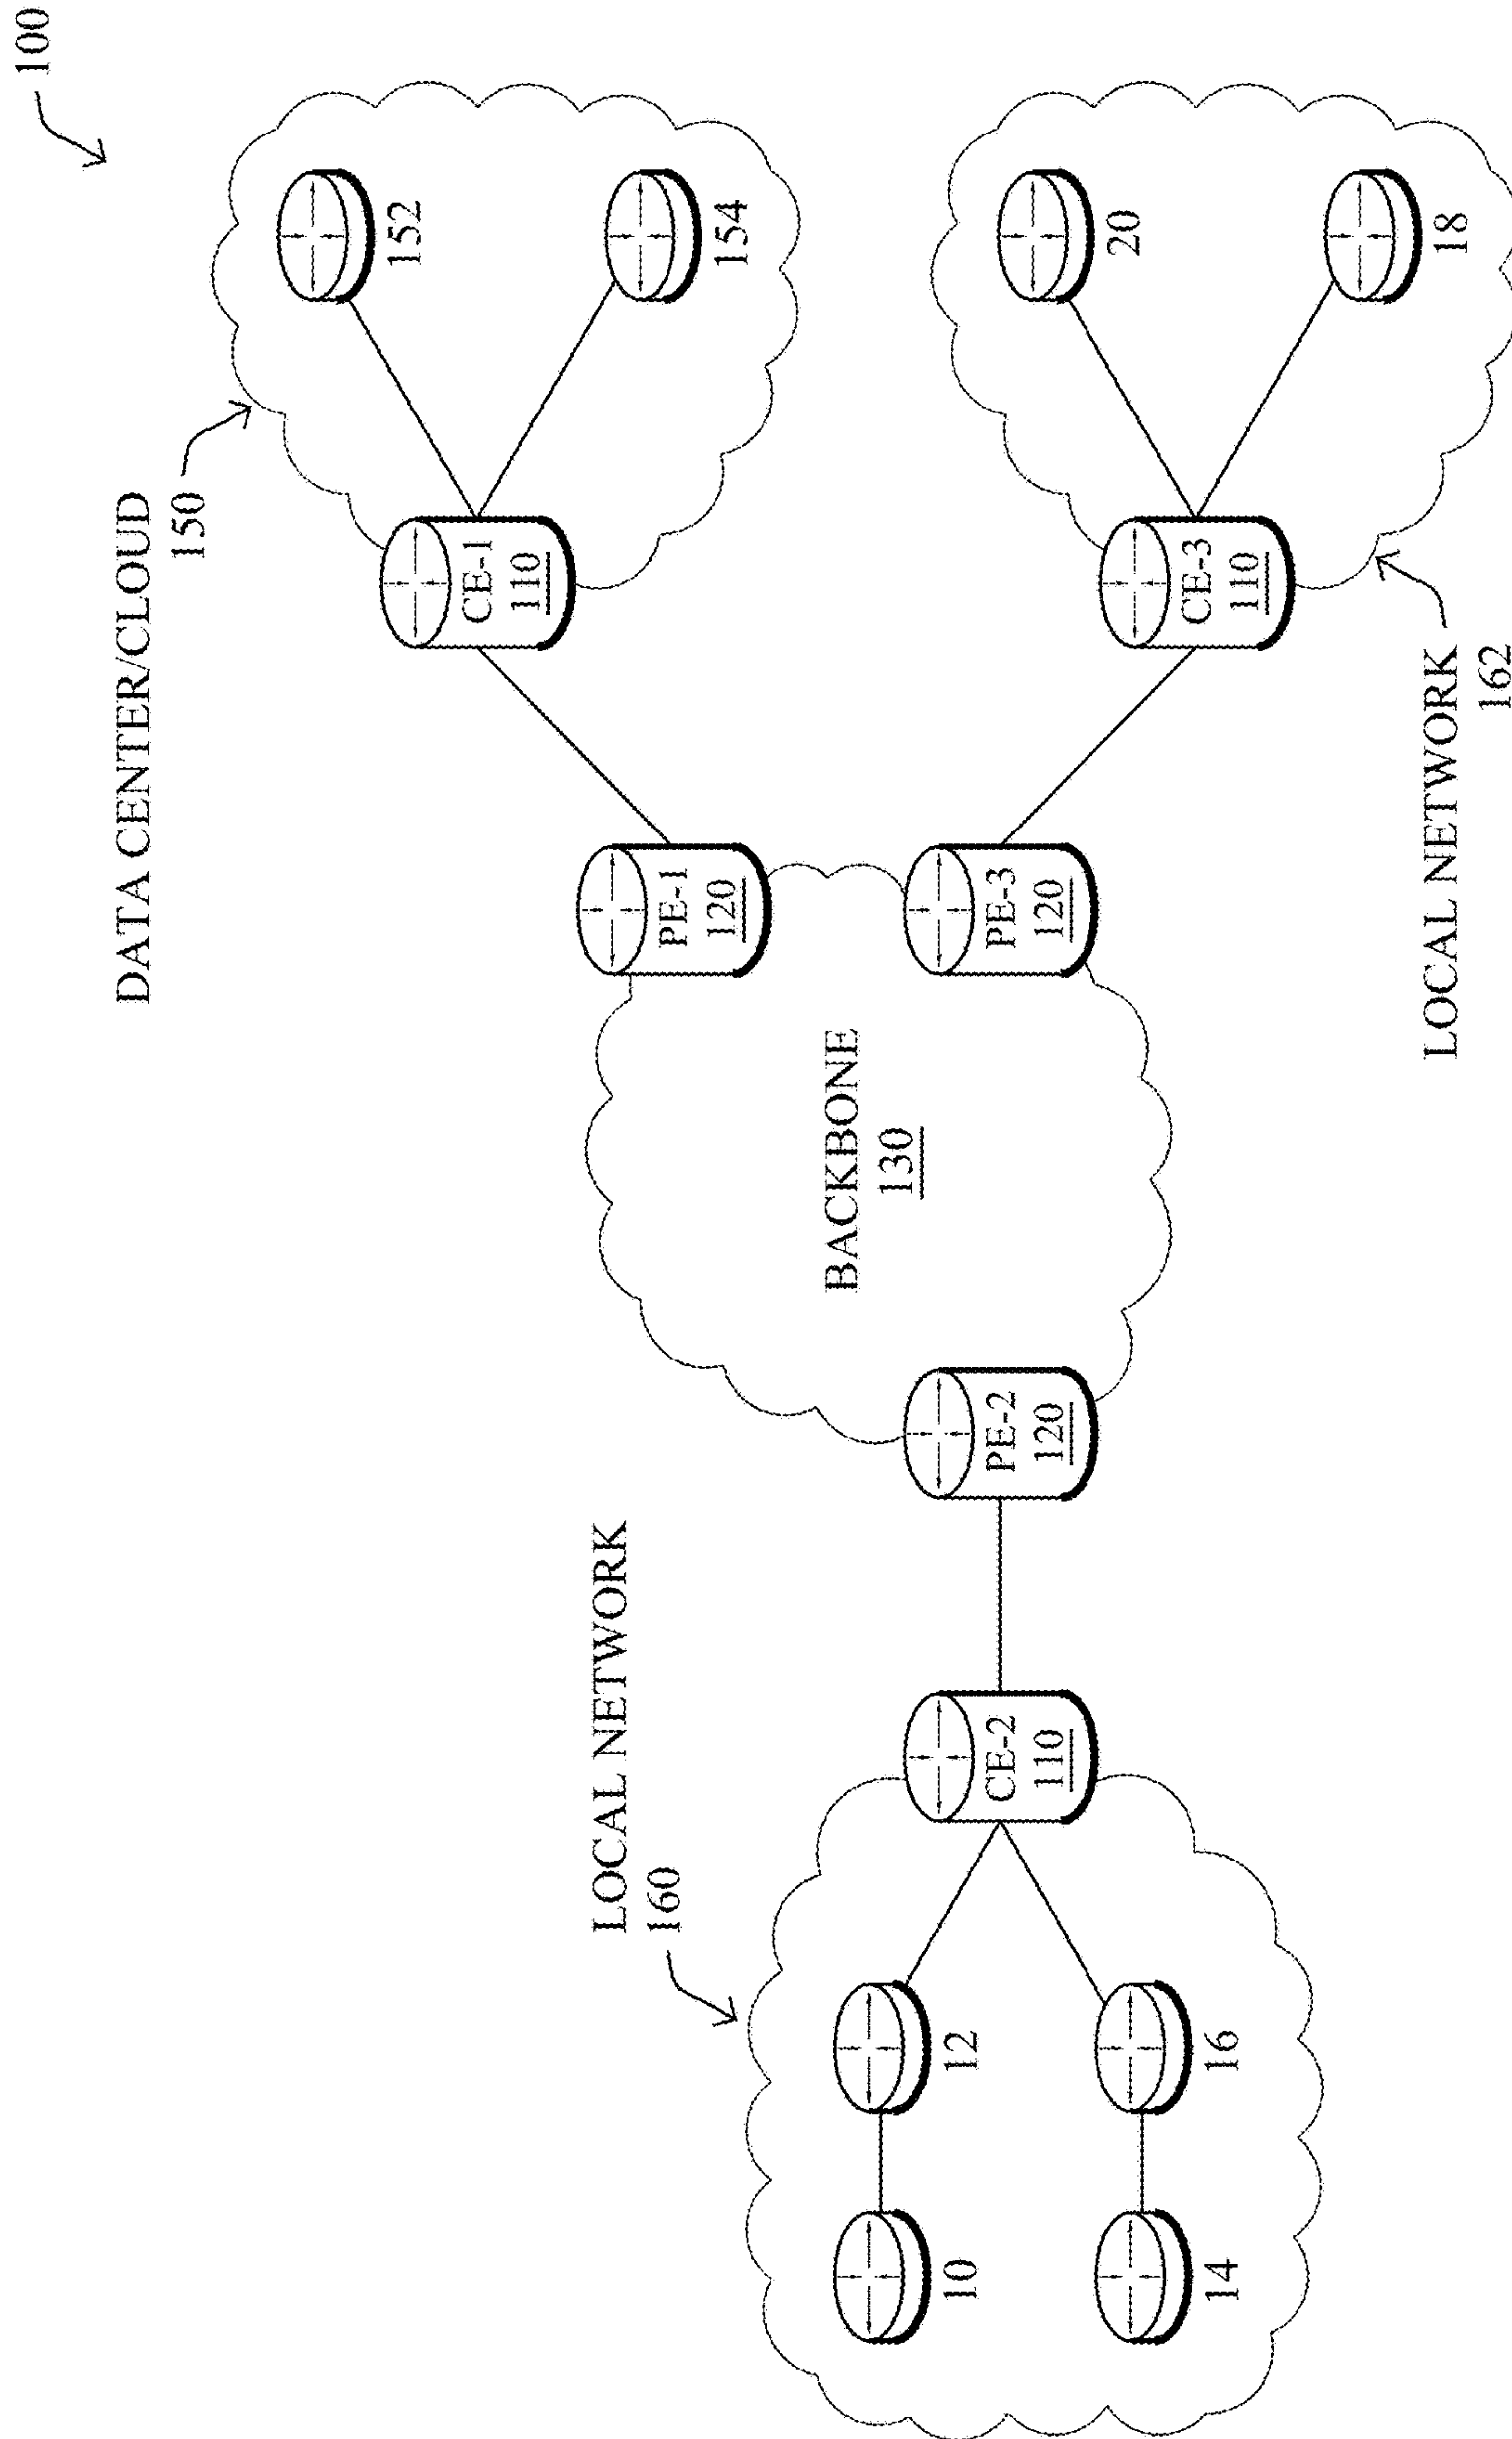 100
DATA CENTER/CLOUD
150
152
154
CE-1
110
PE-1
120
LOCAL NETWORK
160
BACKBONE
130
10
12
CE-2
110
PE-2
120
PE-3
120
CE-3
110
20
14
16
18
LOCAL NETWORK
162